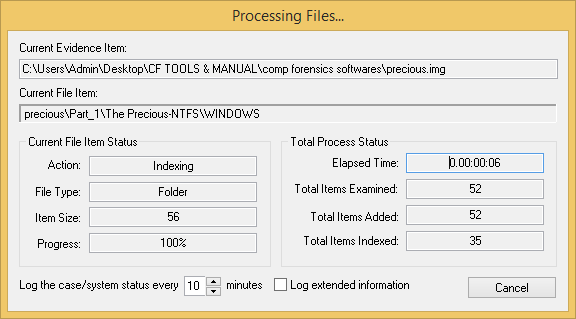 Processing Files...
Current Evidence Item:
C:\Users\Admin\Desktop\CF TOOLS & MANUAL\comp forensics softwares\precious.img
Current File Item:
precious\Part_1\The Precious-NTFS\WINDOWS
Current File Item Status
Action: Indexing
File Type: Folder
Item Size: 56
Progress: 100%
Total Process Status
Elapsed Time: 0.00:00:06
Total Items Examined: 52
Total Items Added: 52
Total Items Indexed: 35
Log the case/system status every 10 minutes Log extended information Cancel